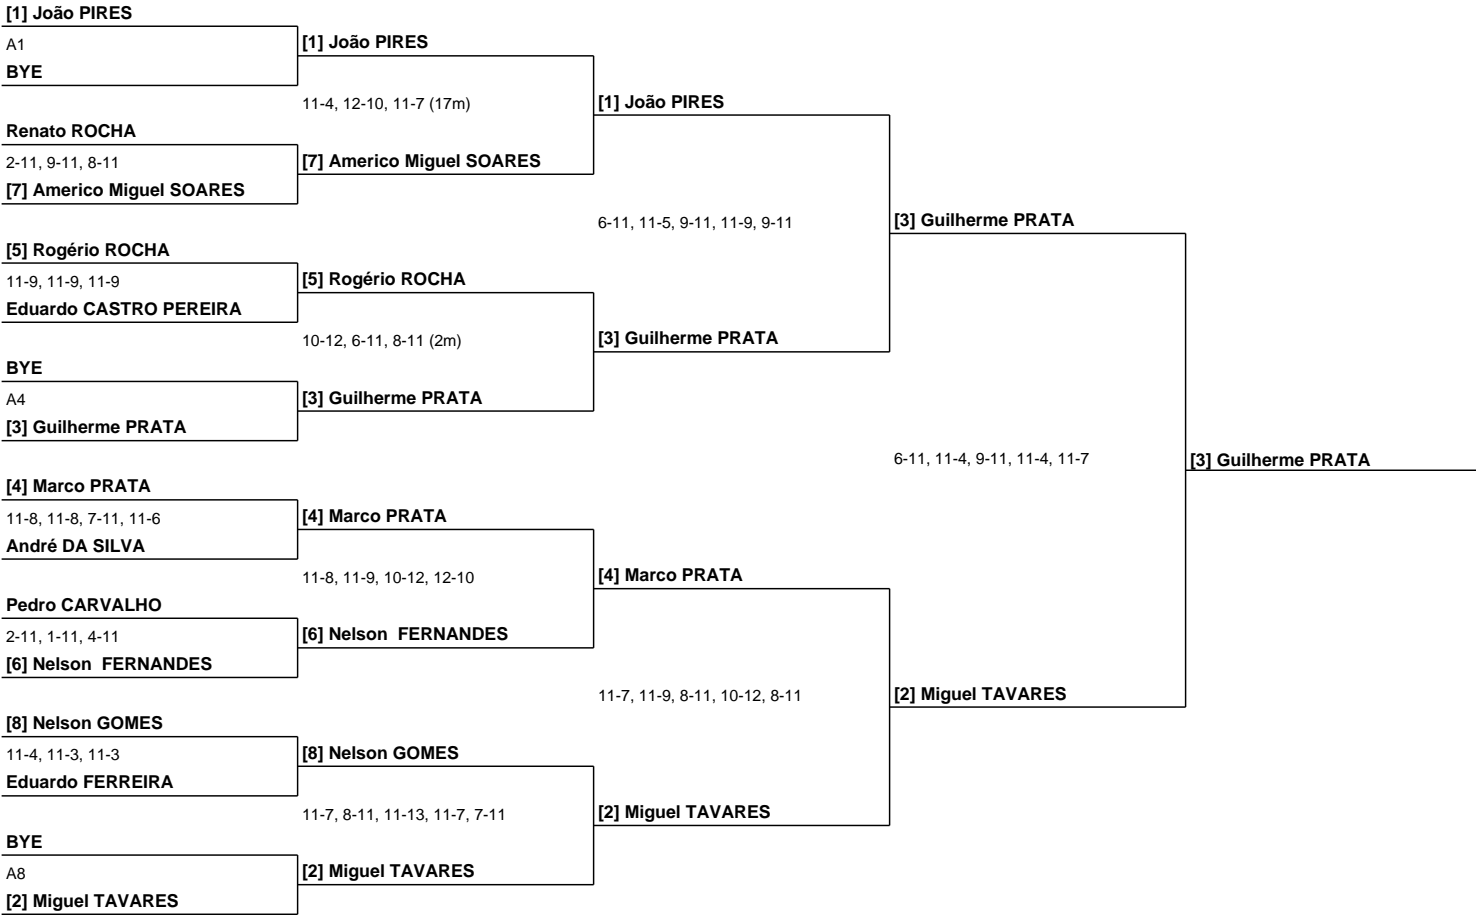 [1] João PIRES
A1
BYE
Renato ROCHA
2-11, 9-11, 8-11
[7] Americo Miguel SOARES
[5] Rogério ROCHA
11-9, 11-9, 11-9
Eduardo CASTRO PEREIRA
BYE
A4
[3] Guilherme PRATA
[4] Marco PRATA
11-8, 11-8, 7-11, 11-6
André DA SILVA
Pedro CARVALHO
2-11, 1-11, 4-11
[6] Nelson  FERNANDES
[8] Nelson GOMES
11-4, 11-3, 11-3
Eduardo FERREIRA
BYE
A8
[2] Miguel TAVARES
[1] João PIRES
11-4, 12-10, 11-7 (17m)
[7] Americo Miguel SOARES
[5] Rogério ROCHA
10-12, 6-11, 8-11 (2m)
[3] Guilherme PRATA
[4] Marco PRATA
11-8, 11-9, 10-12, 12-10
[6] Nelson  FERNANDES
[8] Nelson GOMES
11-7, 8-11, 11-13, 11-7, 7-11
[2] Miguel TAVARES
[1] João PIRES
6-11, 11-5, 9-11, 11-9, 9-11
[3] Guilherme PRATA
[4] Marco PRATA
11-7, 11-9, 8-11, 10-12, 8-11
[2] Miguel TAVARES
[3] Guilherme PRATA
6-11, 11-4, 9-11, 11-4, 11-7
[2] Miguel TAVARES
[3] Guilherme PRATA